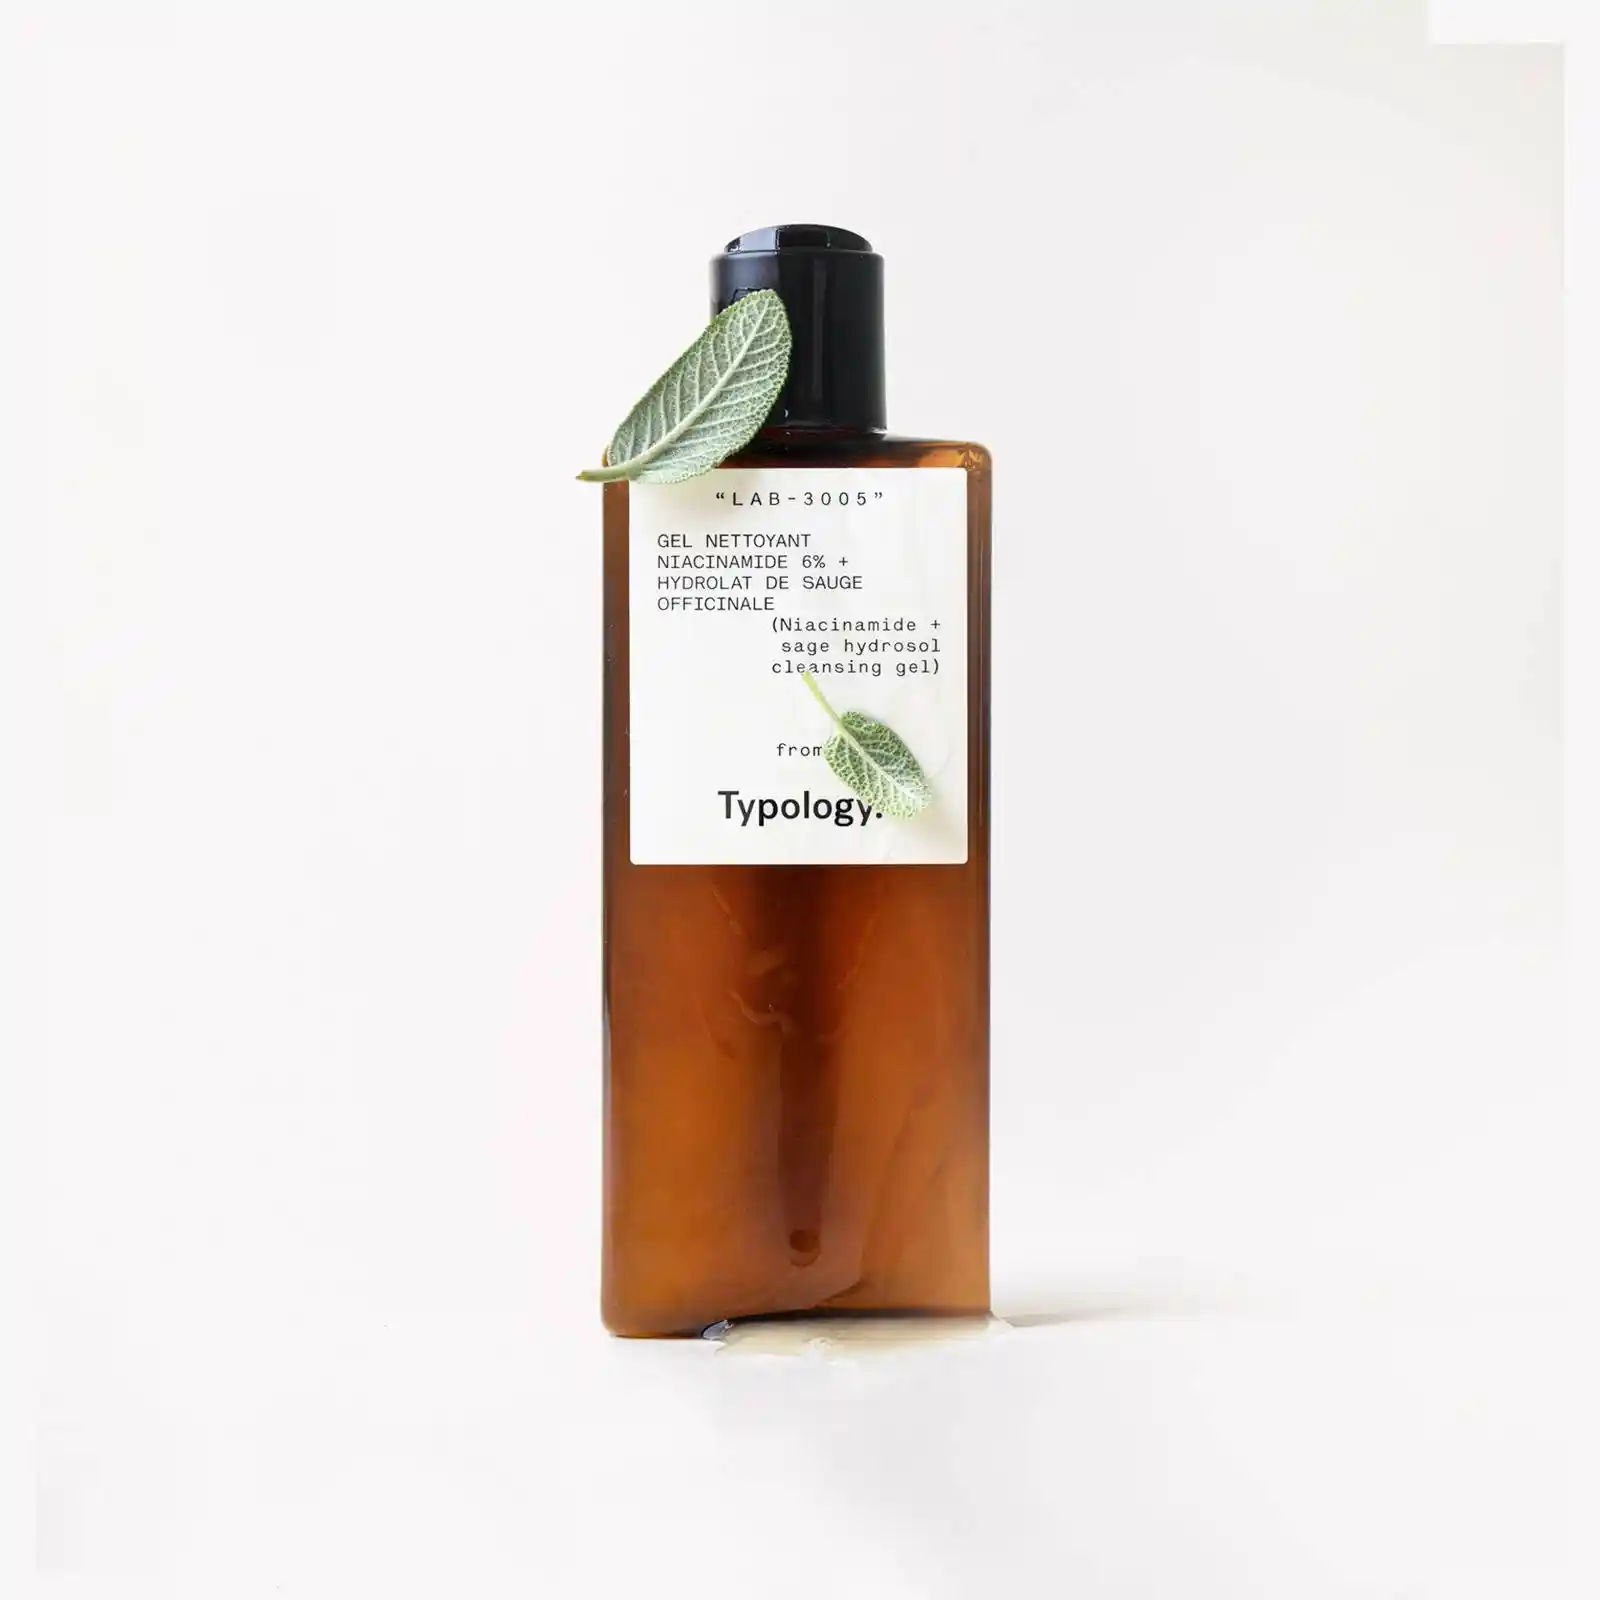 “LAB-3005”
GEL NETTOYANT
NIACINAMIDE 6% +
HYDROLAT DE SAUGE
OFFICINALE
(Niacinamide +
sage hydrosol
cleansing gel)
from
Typology.